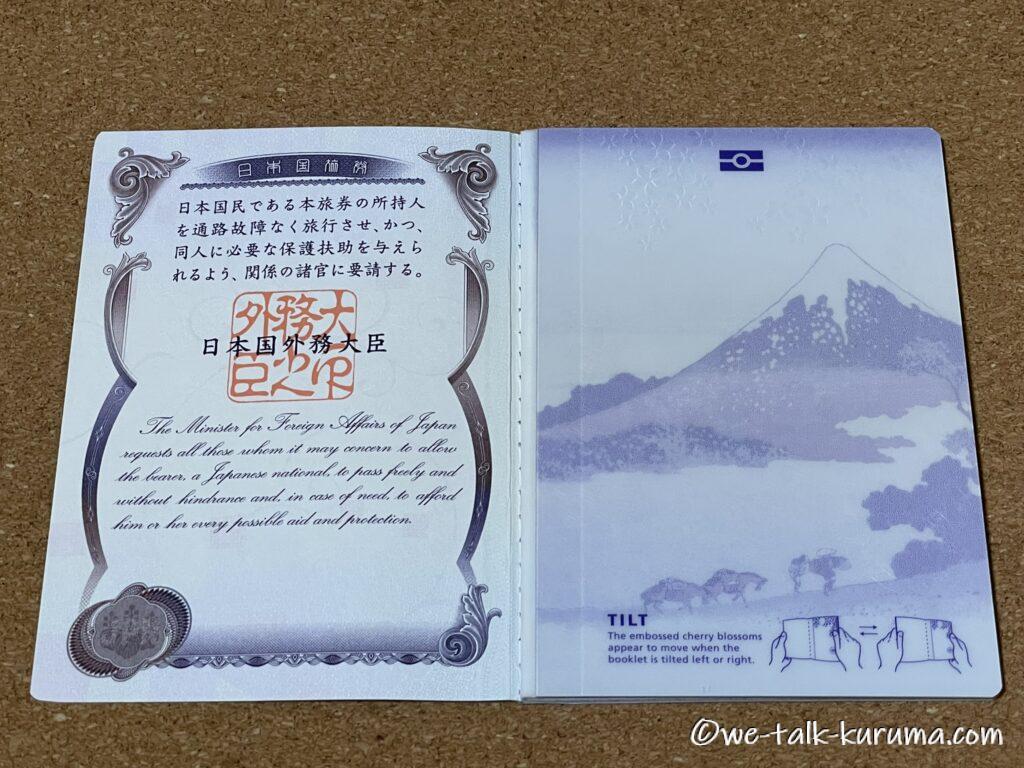 日本国旅券
日本国民である本旅券の所持人
を通路故障なく旅行させ、かつ、
同人に必要な保護扶助を与えら
れるよう、関係の諸官に要請する。
外務大臣
日本国外務大臣
The Minister for Foreign Affairs of Japan
requests all those whom it may concern to allow
the bearer, a Japanese national, to pass freely and
without hindrance and, in case of need, to afford
him or her every possible aid and protection.
TILT
The embossed cherry blossoms
appear to move when the
booklet is tilted left or right.
©we-talk-kuruma.com